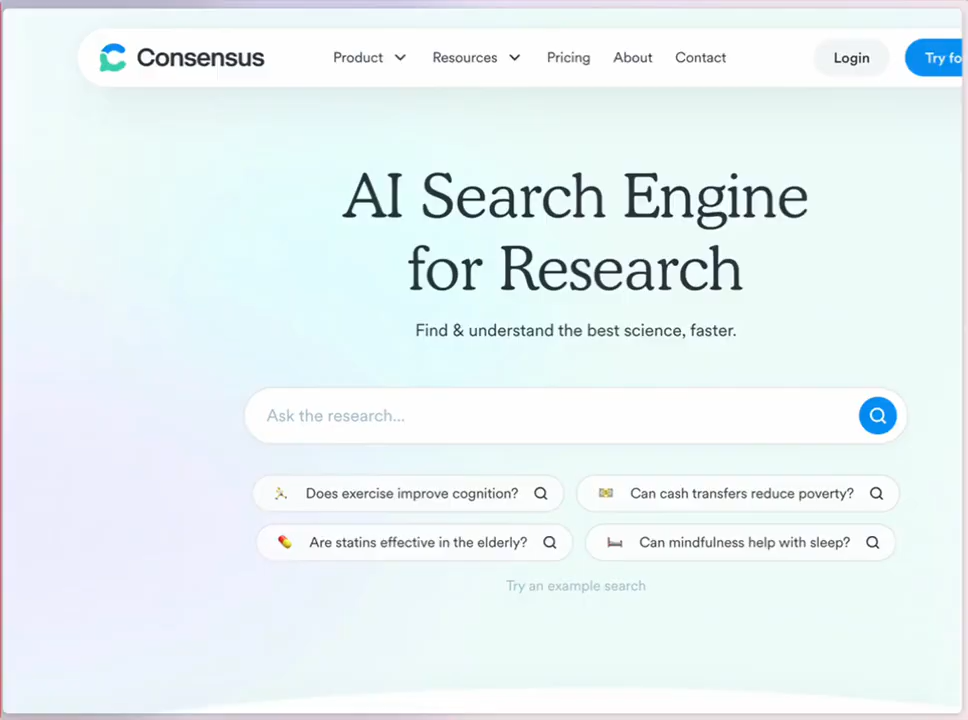 Consensus
Product
Resources
Pricing
About
Contact
Login
Try fo
AI Search Engine
for Research
Find & understand the best science, faster.
Ask the research...
Does exercise improve cognition?
Can cash transfers reduce poverty?
Are statins effective in the elderly?
Can mindfulness help with sleep?
Try an example search